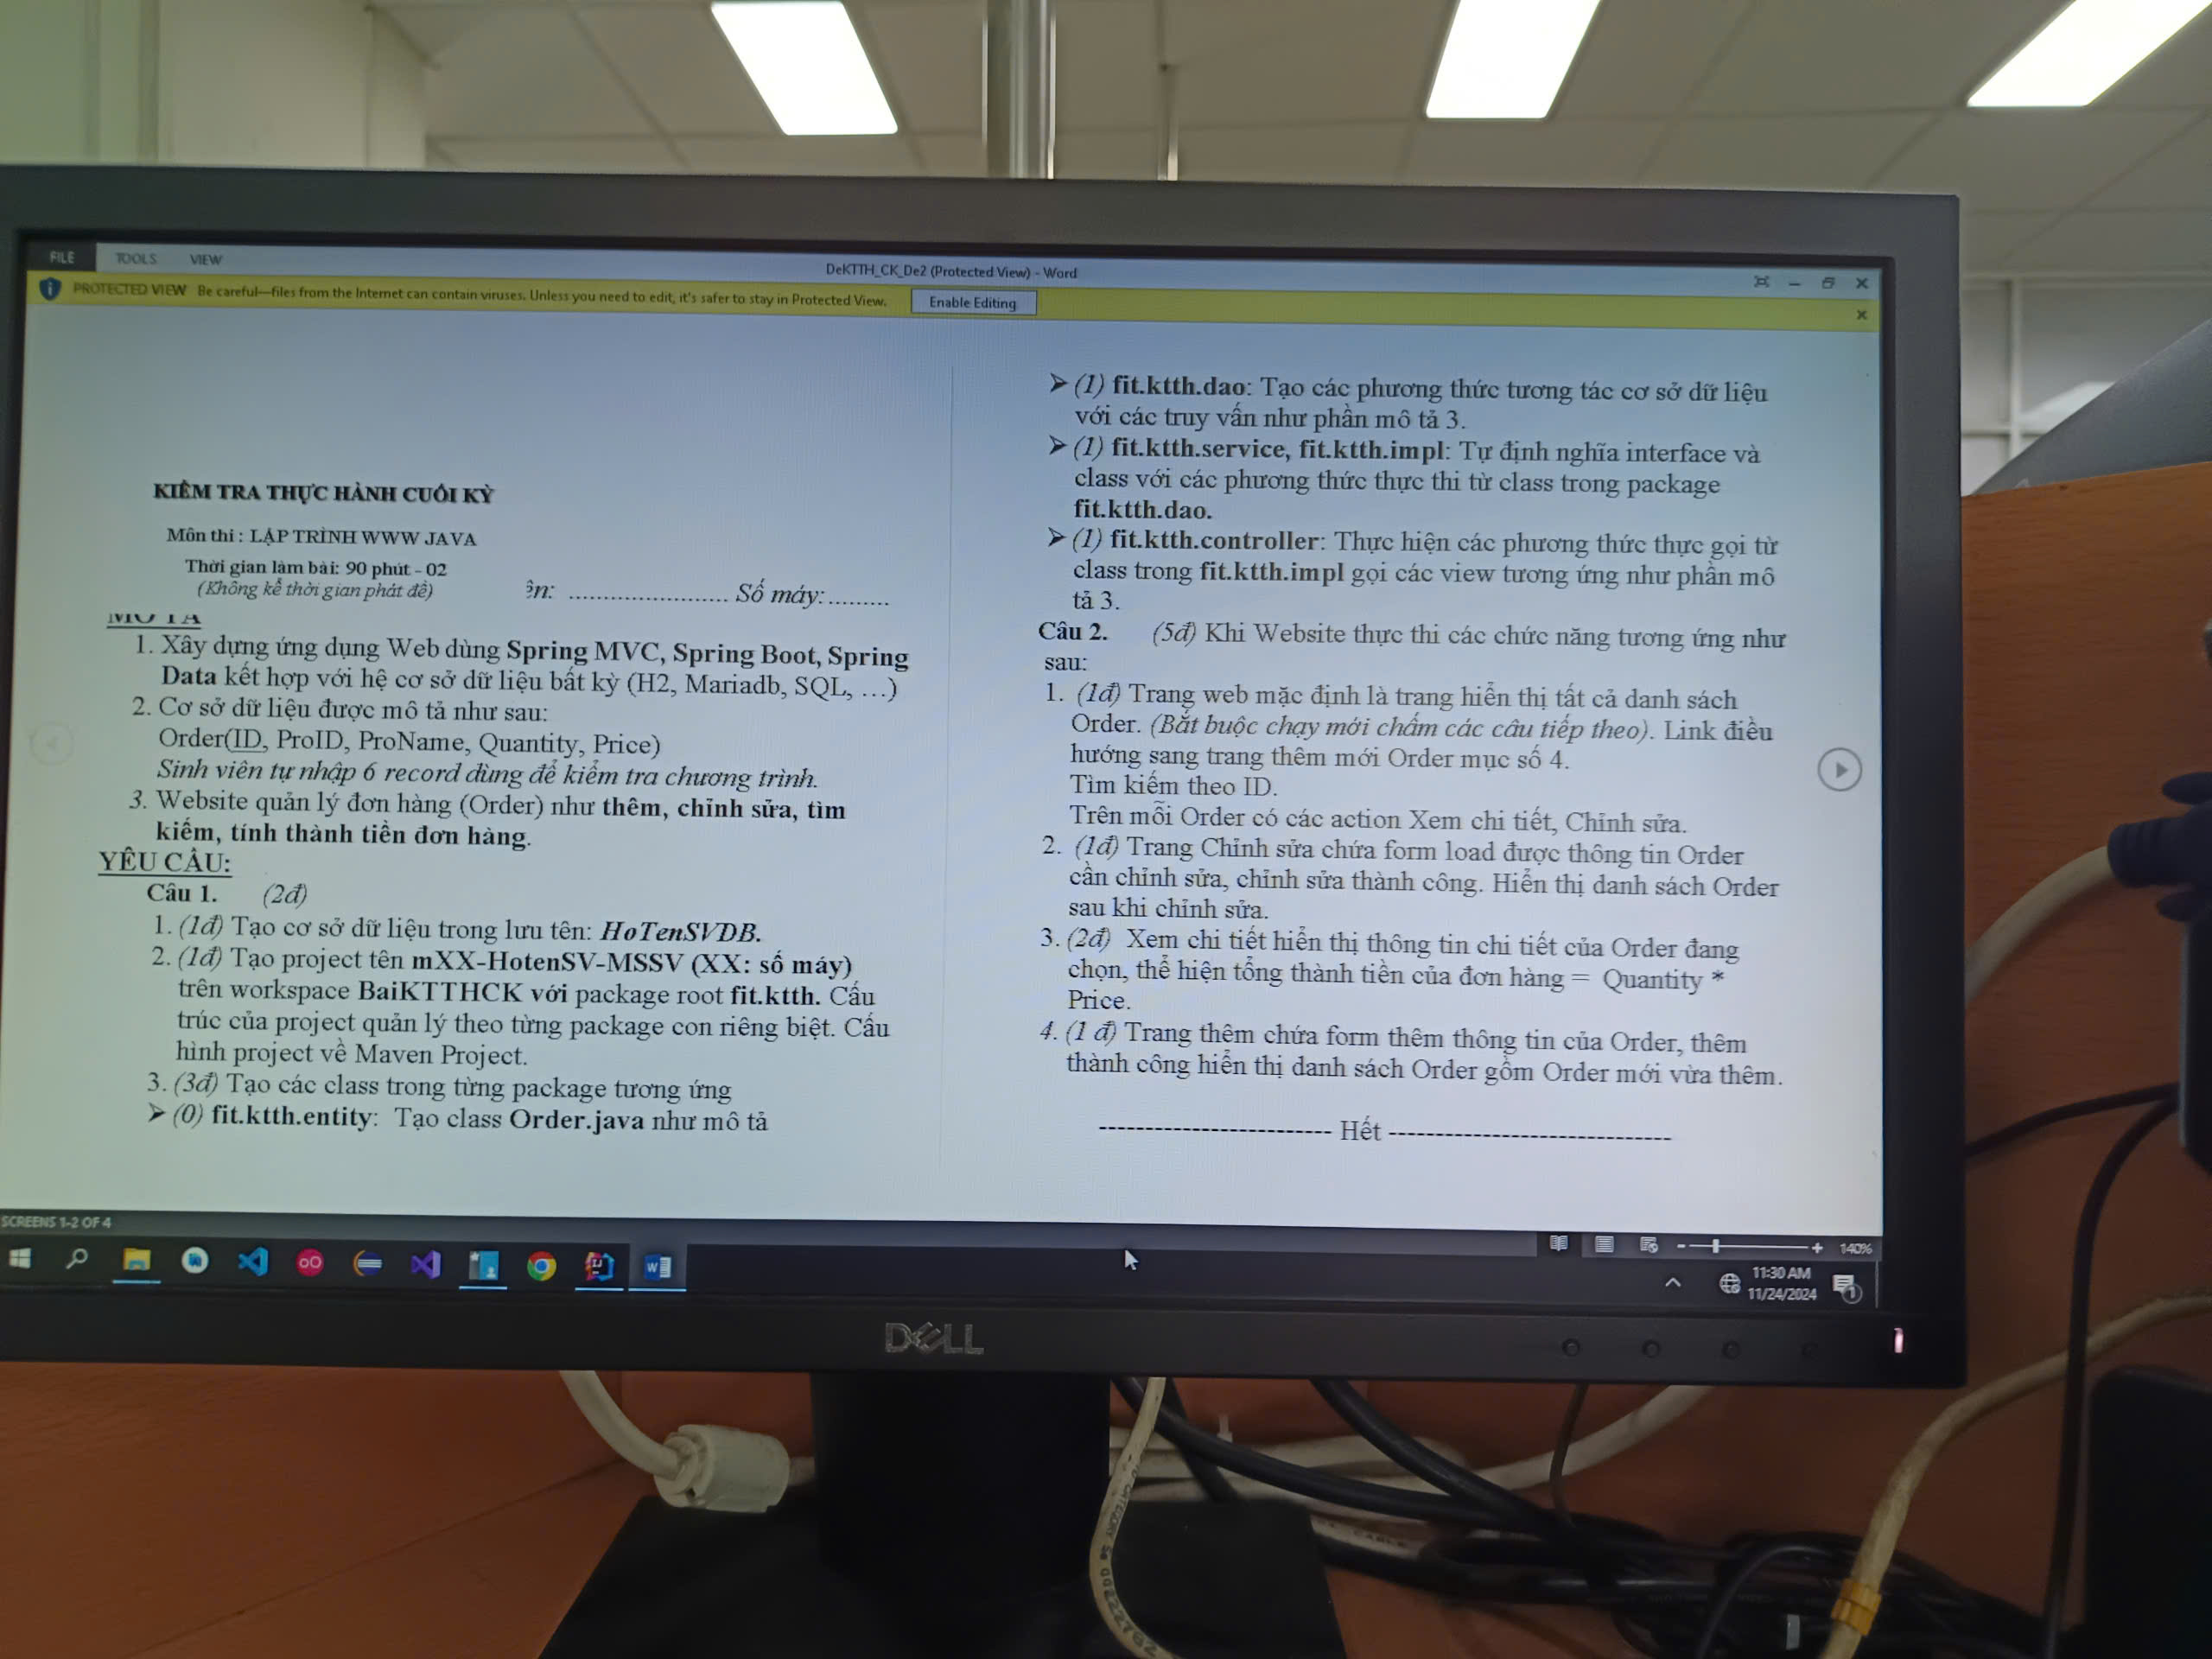 FILE TOOLS VIEW
DeKTTH_CK_De2 (Protected View) - Word
PROTECTED VIEW Be careful—files from the Internet can contain viruses. Unless you need to edit, it's safer to stay in Protected View. Enable Editing
KIỂM TRA THỰC HÀNH CUỐI KỲ
Môn thi : LẬP TRÌNH WWW JAVA
Thời gian làm bài: 90 phút - 02
(Không kể thời gian phát đề)
ên: ........................ Số máy:.........
MÔ TẢ
1. Xây dựng ứng dụng Web dùng Spring MVC, Spring Boot, Spring
Data kết hợp với hệ cơ sở dữ liệu bất kỳ (H2, Mariadb, SQL, …)
2. Cơ sở dữ liệu được mô tả như sau:
Order(ID, ProID, ProName, Quantity, Price)
Sinh viên tự nhập 6 record dùng để kiểm tra chương trình.
3. Website quản lý đơn hàng (Order) như thêm, chỉnh sửa, tìm
kiếm, tính thành tiền đơn hàng.
YÊU CẦU:
Câu 1. (2đ)
1. (1đ) Tạo cơ sở dữ liệu trong lưu tên: HoTenSVDB.
2. (1đ) Tạo project tên mXX-HotenSV-MSSV (XX: số máy)
trên workspace BaiKTTHCK với package root fit.ktth. Cấu
trúc của project quản lý theo từng package con riêng biệt. Cấu
hình project về Maven Project.
3. (3đ) Tạo các class trong từng package tương ứng
➢ (0) fit.ktth.entity: Tạo class Order.java như mô tả
➢ (1) fit.ktth.dao: Tạo các phương thức tương tác cơ sở dữ liệu
với các truy vấn như phần mô tả 3.
➢ (1) fit.ktth.service, fit.ktth.impl: Tự định nghĩa interface và
class với các phương thức thực thi từ class trong package
fit.ktth.dao.
➢ (1) fit.ktth.controller: Thực hiện các phương thức thực gọi từ
class trong fit.ktth.impl gọi các view tương ứng như phần mô
tả 3.
Câu 2. (5đ) Khi Website thực thi các chức năng tương ứng như
sau:
1. (1đ) Trang web mặc định là trang hiển thị tất cả danh sách
Order. (Bắt buộc chạy mới chấm các câu tiếp theo). Link điều
hướng sang trang thêm mới Order mục số 4.
Tìm kiếm theo ID.
Trên mỗi Order có các action Xem chi tiết, Chỉnh sửa.
2. (1đ) Trang Chỉnh sửa chứa form load được thông tin Order
cần chỉnh sửa, chỉnh sửa thành công. Hiển thị danh sách Order
sau khi chỉnh sửa.
3. (2đ) Xem chi tiết hiển thị thông tin chi tiết của Order đang
chọn, thể hiện tổng thành tiền của đơn hàng = Quantity *
Price.
4. (1 đ) Trang thêm chứa form thêm thông tin của Order, thêm
thành công hiển thị danh sách Order gồm Order mới vừa thêm.
------------------------- Hết ------------------------------
SCREENS 1-2 OF 4
140%
11:30 AM
11/24/2024
DELL